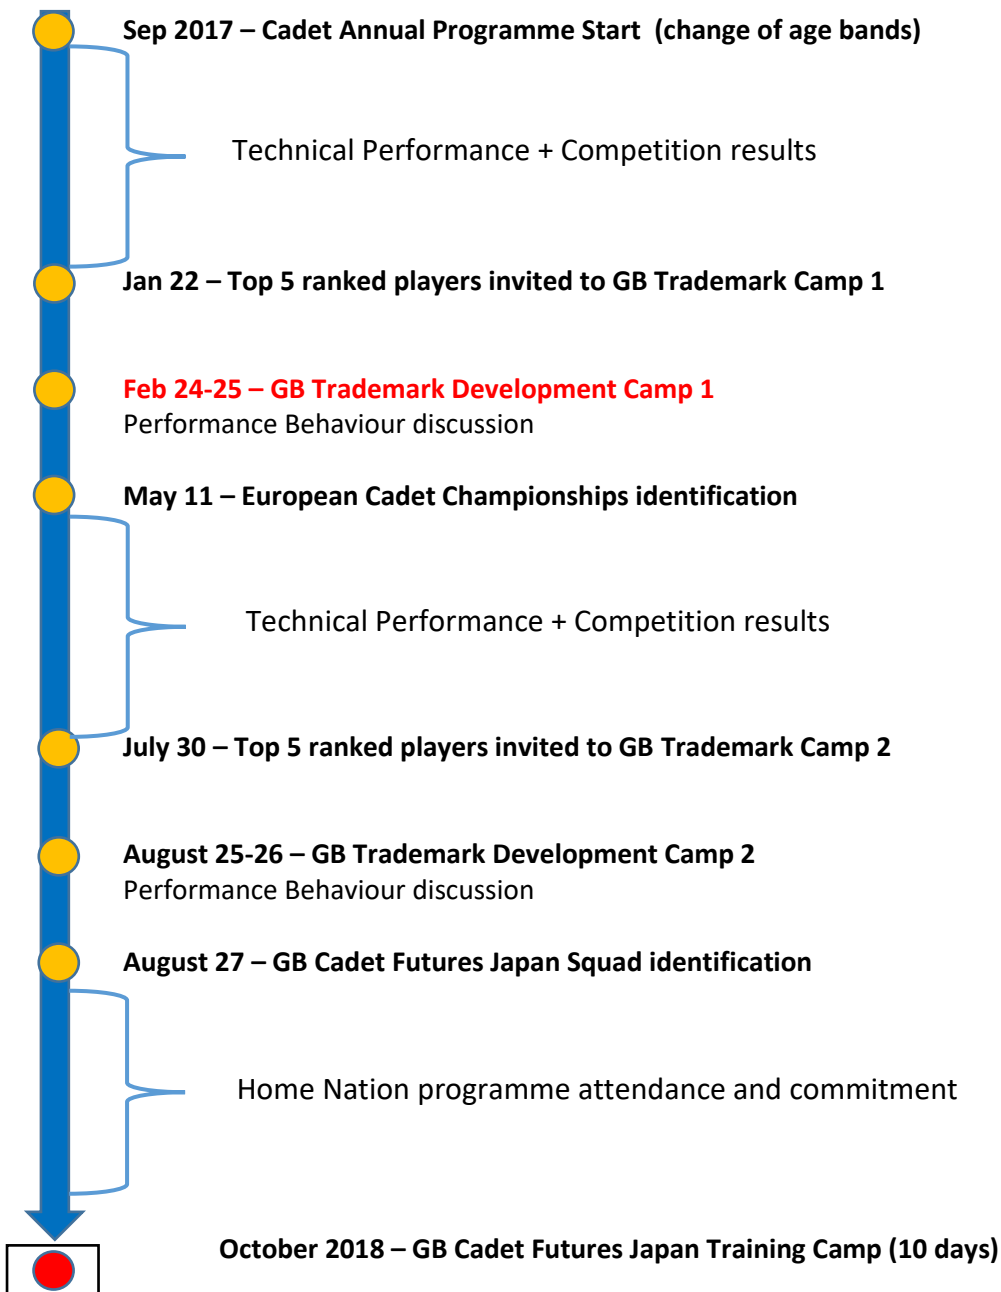 Sep 2017 – Cadet Annual Programme Start  (change of age bands)
Technical Performance + Competition results
Jan 22 – Top 5 ranked players invited to GB Trademark Camp 1
Feb 24-25 – GB Trademark Development Camp 1
Performance Behaviour discussion
May 11 – European Cadet Championships identification
Technical Performance + Competition results
July 30 – Top 5 ranked players invited to GB Trademark Camp 2
August 25-26 – GB Trademark Development Camp 2
Performance Behaviour discussion
August 27 – GB Cadet Futures Japan Squad identification
Home Nation programme attendance and commitment
October 2018 – GB Cadet Futures Japan Training Camp (10 days)